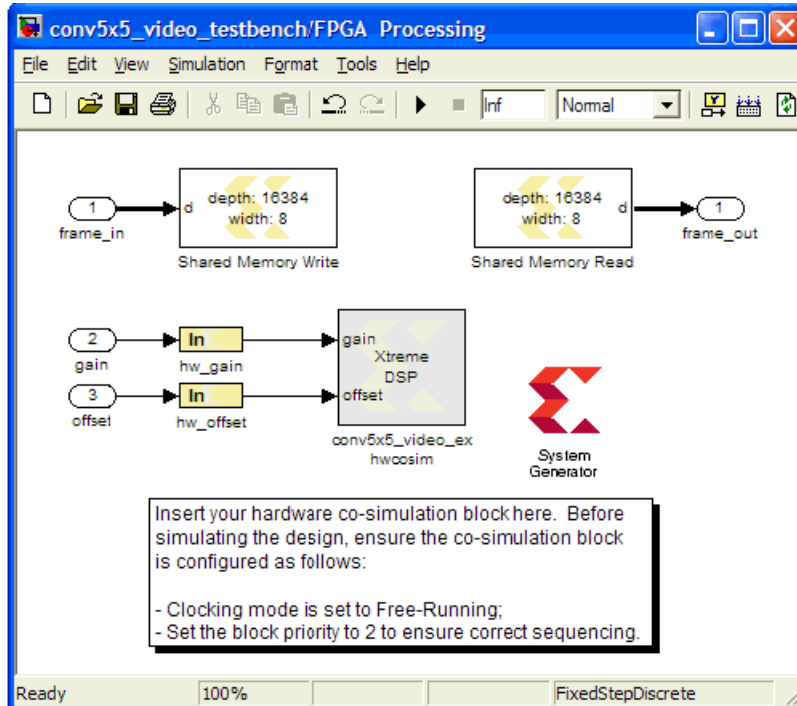 conv5x5_video_testbench/FPGA Processing
File Edit View Simulation Format Tools Help
Inf Normal
1
frame_in
d depth: 16384
width: 8
Shared Memory Write
depth: 16384 d
width: 8
Shared Memory Read
1
frame_out
2
gain
In
hw_gain
3
offset
In
hw_offset
gain
Xtreme
DSP
offset
conv5x5_video_ex
hwcosim
System
Generator
Insert your hardware co-simulation block here. Before
simulating the design, ensure the co-simulation block
is configured as follows:
- Clocking mode is set to Free-Running;
- Set the block priority to 2 to ensure correct sequencing.
Ready 100% FixedStepDiscrete